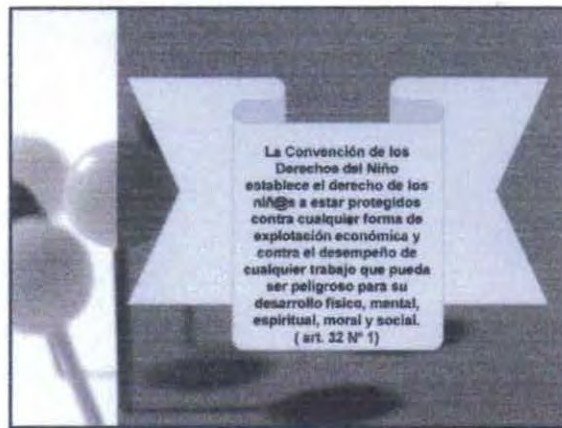 La Convención de los
Derechos del Niño
establece el derecho de los
niñ@s a estar protegidos
contra cualquier forma de
explotación económica y
contra el desempeño de
cualquier trabajo que pueda
ser peligroso para su
desarrollo físico, mental,
espiritual, moral y social.
( art. 32 Nº 1)